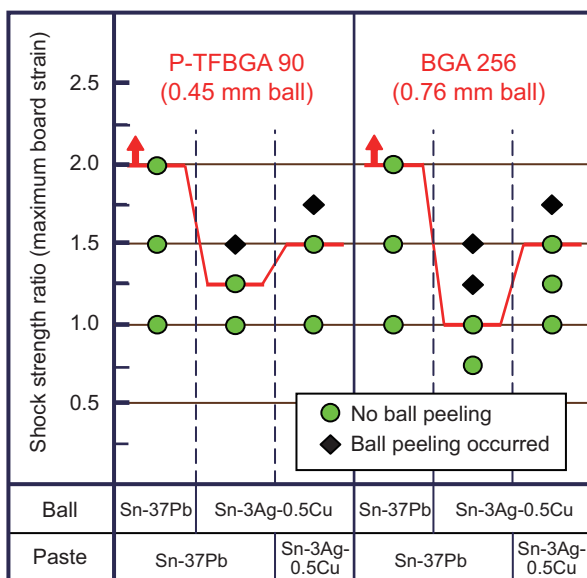 Shock strength ratio (maximum board strain)
2.5
2.0
1.5
1.0
0.5
P-TFBGA 90
(0.45 mm ball)
BGA 256
(0.76 mm ball)
No ball peeling
Ball peeling occurred
Ball
Sn-37Pb
Sn-3Ag-0.5Cu
Sn-37Pb
Sn-3Ag-0.5Cu
Paste
Sn-37Pb
Sn-3Ag-
0.5Cu
Sn-37Pb
Sn-3Ag-
0.5Cu